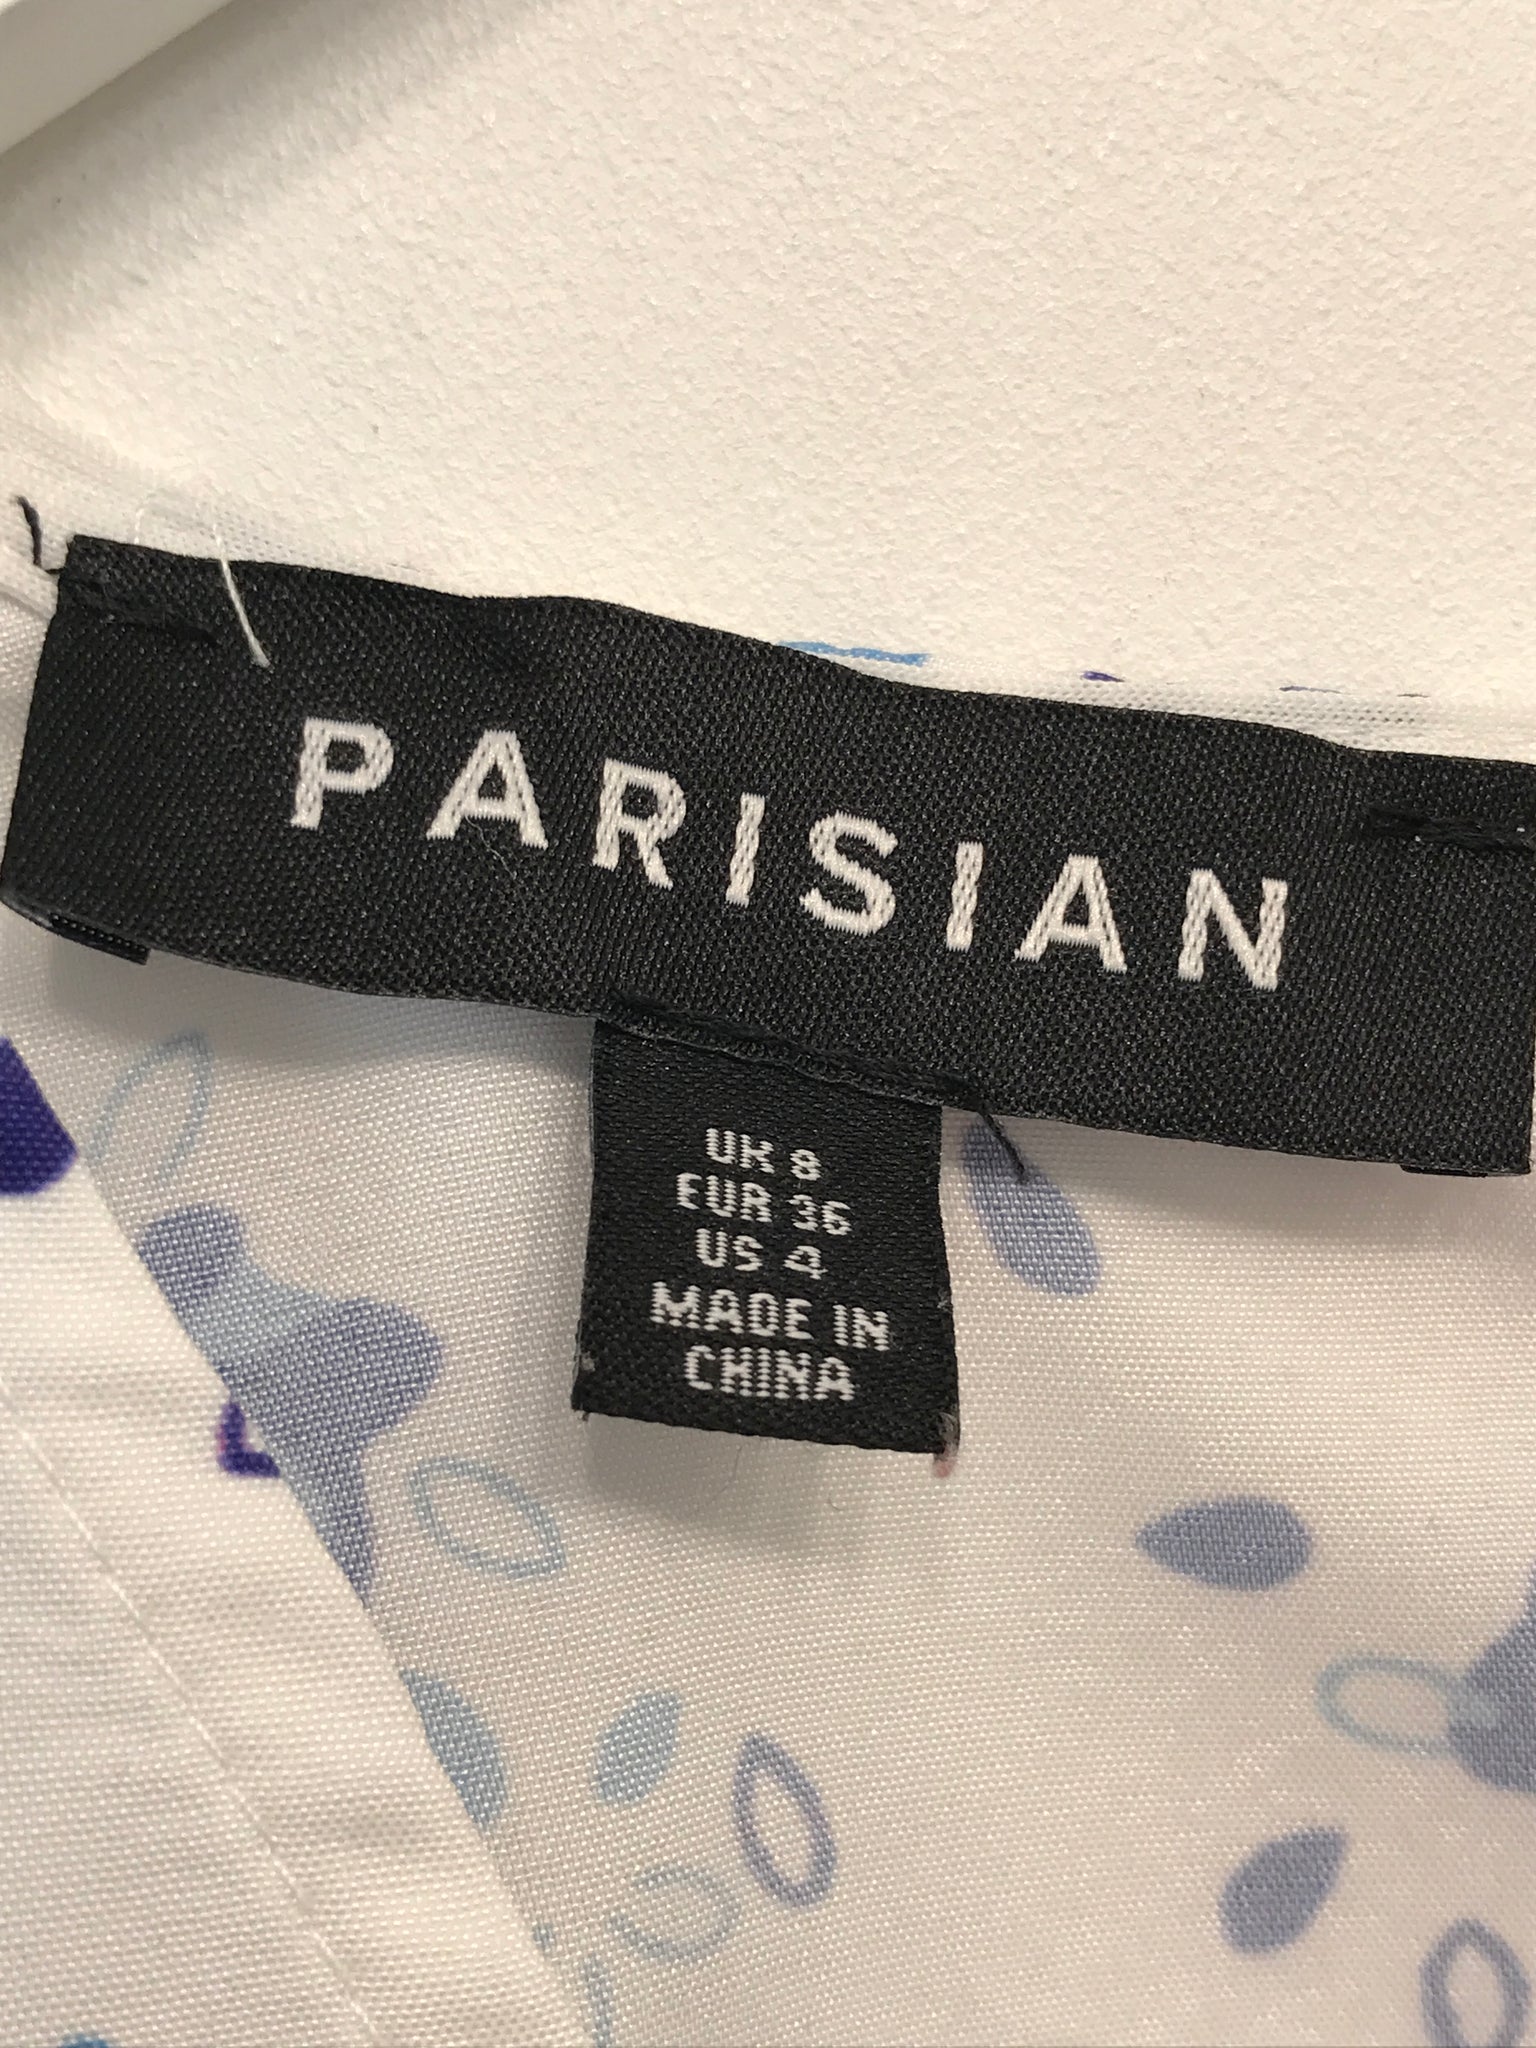 PARISIAN
UK 8
EUR 36
US 4
MADE IN
CHINA